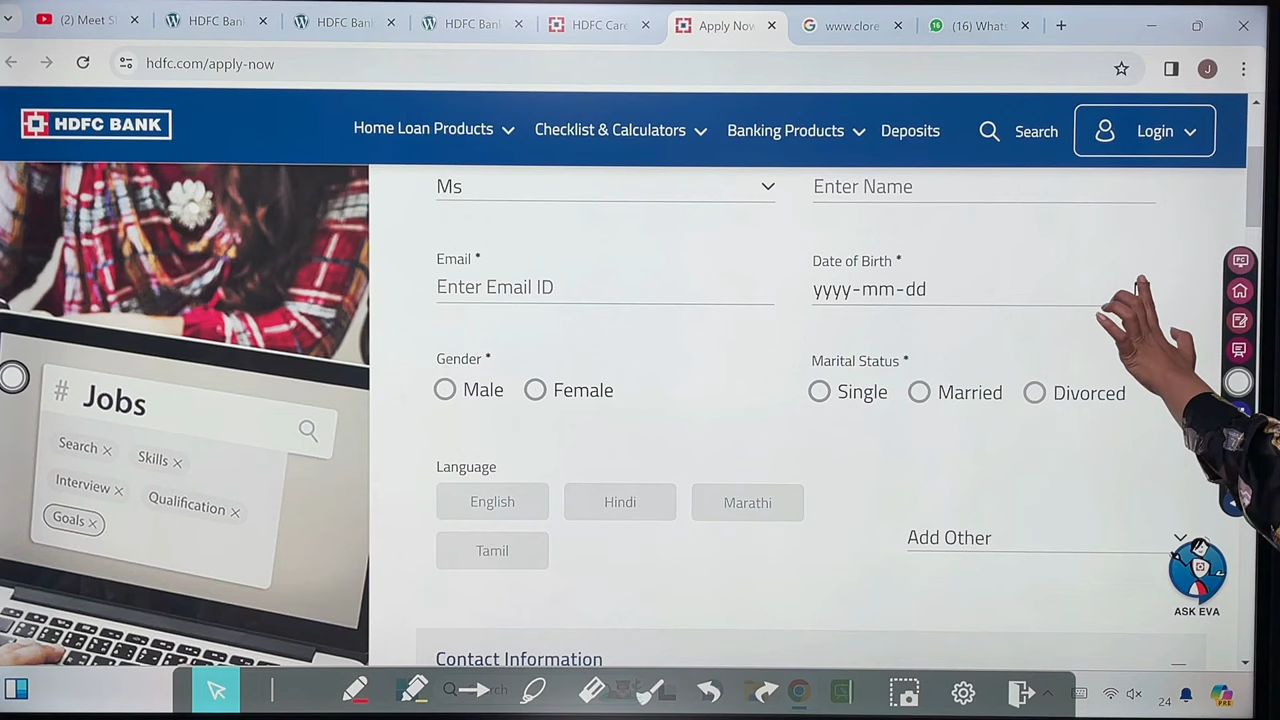 (2) Meet S
HDFC Ban
HDFC Ban
HDFC Ban
HDFC Care
Apply Now
www.clore
(16) What
hdfc.com/apply-now
HDFC BANK
Home Loan Products
Checklist & Calculators
Banking Products
Deposits
Search
Login
Ms
Enter Name
Email *
Date of Birth *
Enter Email ID
yyyy-mm-dd
Gender *
Marital Status *
Male
Female
Single
Married
Divorced
# Jobs
Search ×
Skills ×
Interview ×
Qualification ×
Goals ×
Language
English
Hindi
Marathi
Tamil
Add Other
ASK EVA
Contact Information
24
PRE